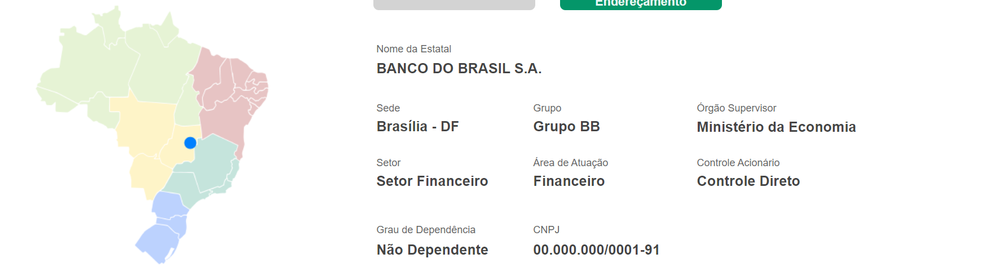 Endereçamento
Nome da Estatal
BANCO DO BRASIL S.A.
Sede
Brasília - DF
Grupo
Grupo BB
Órgão Supervisor
Ministério da Economia
Setor
Setor Financeiro
Área de Atuação
Financeiro
Controle Acionário
Controle Direto
Grau de Dependência
Não Dependente
CNPJ
00.000.000/0001-91